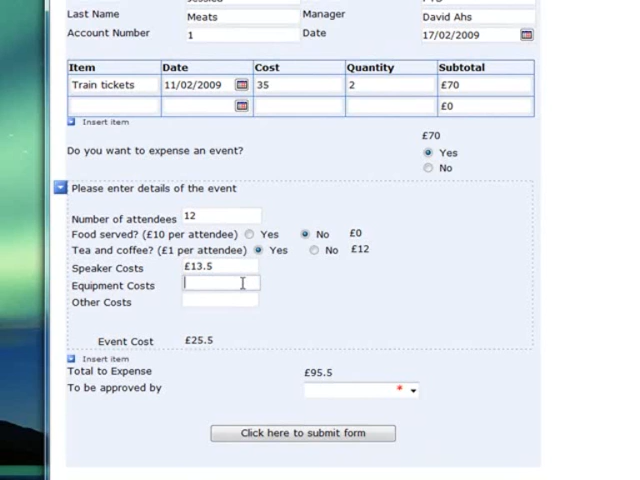 Last Name Meats Manager David Ahs
Account Number 1 Date 17/02/2009
Item Date Cost Quantity Subtotal
Train tickets 11/02/2009 35 2 £70
£0
Insert item
£70
Do you want to expense an event? Yes
No
Please enter details of the event
Number of attendees 12
Food served? (£10 per attendee) Yes No £0
Tea and coffee? (£1 per attendee) Yes No £12
Speaker Costs £13.5
Equipment Costs
Other Costs
Event Cost £25.5
Insert item
Total to Expense £95.5
To be approved by *
Click here to submit form